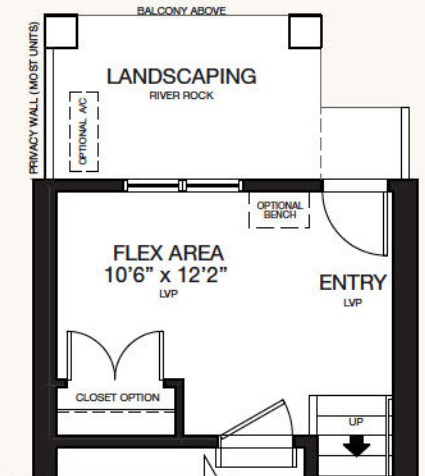 BALCONY ABOVE
PRIVACY WALL (MOST UNITS)
LANDSCAPING
RIVER ROCK
OPTIONAL A/C
OPTIONAL
BENCH
FLEX AREA
10'6" x 12'2"
LVP
ENTRY
LVP
CLOSET OPTION
UP